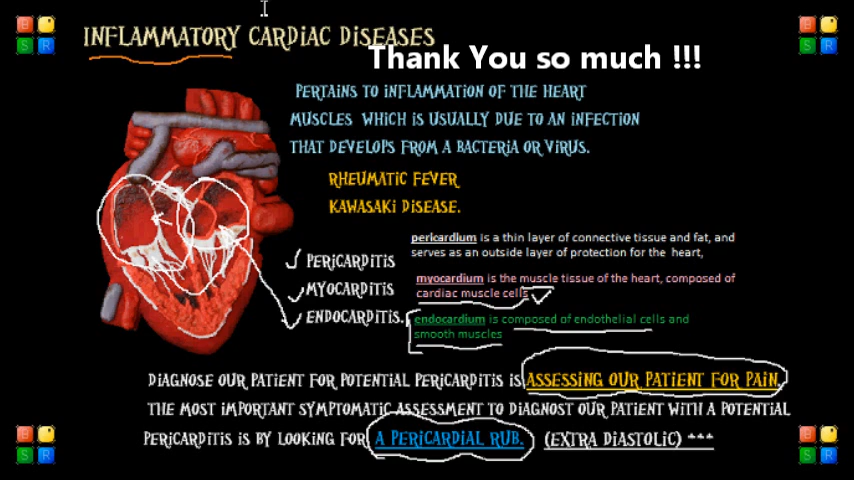 B
S R
B
S R
INFLAMMATORY CARDIAC DISEASES
Thank You so much !!!
PERTAINS TO INFLAMMATION OF THE HEART
MUSCLES WHICH IS USUALLY DUE TO AN INFECTION
THAT DEVELOPS FROM A BACTERIA OR VIRUS.
RHEUMATIC FEVER
KAWASAKI DISEASE.
PERICARDITIS
MYOCARDITIS
ENDOCARDITIS.
pericardium is a thin layer of connective tissue and fat, and
serves as an outside layer of protection for the heart,
myocardium is the muscle tissue of the heart, composed of
cardiac muscle cells
endocardium is composed of endothelial cells and
smooth muscles
DIAGNOSE OUR PATIENT FOR POTENTIAL PERICARDITIS IS ASSESSING OUR PATIENT FOR PAIN.
THE MOST IMPORTANT SYMPTOMATIC ASSESSMENT TO DIAGNOST OUR PATIENT WITH A POTENTIAL
PERICARDITIS IS BY LOOKING FOR A PERICARDIAL RUB. (EXTRA DIASTOLIC) ***
B
S R
B
S R